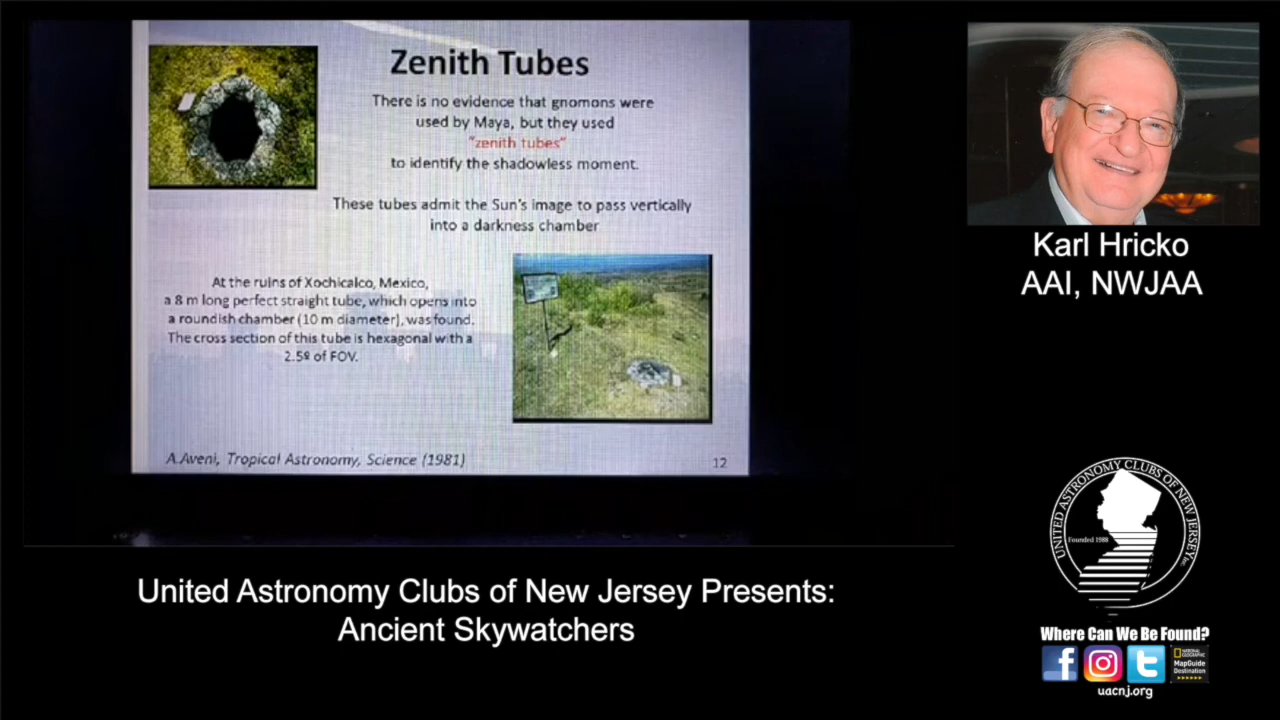 Zenith Tubes
There is no evidence that gnomons were
used by Maya, but they used
"zenith tubes"
to identify the shadowless moment.
These tubes admit the Sun's image to pass vertically
into a darkness chamber
At the ruins of Xochicalco, Mexico,
a 8 m long perfect straight tube, which opens into
a roundish chamber (10 m diameter), was found.
The cross section of this tube is hexagonal with a
2.5º of FOV.
A.Aveni, Tropical Astronomy, Science (1981)
12
Karl Hricko
AAI, NWJAA
UNITED ASTRONOMY CLUBS OF NEW JERSEY, Inc.
Founded 1988
Where Can We Be Found?
NATIONAL
GEOGRAPHIC
MapGuide
Destination
uacnj.org
United Astronomy Clubs of New Jersey Presents:
Ancient Skywatchers